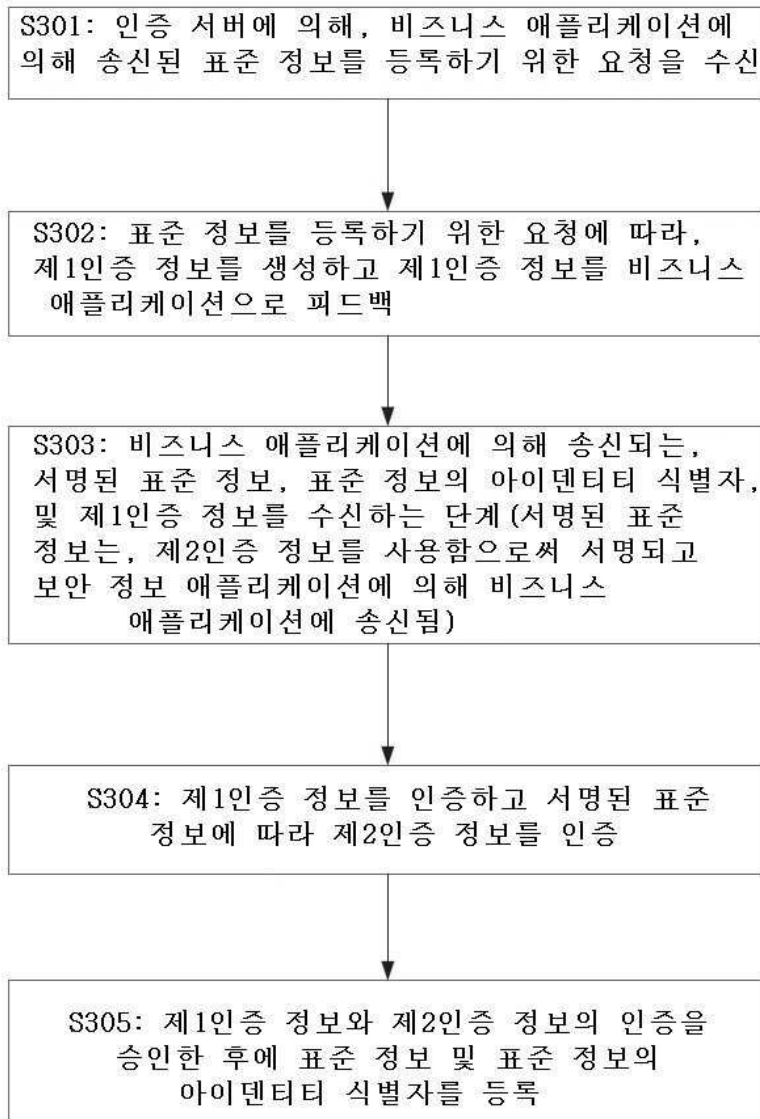 S301: 인증 서버에 의해, 비즈니스 애플리케이션에
의해 송신된 표준 정보를 등록하기 위한 요청을 수신
S302: 표준 정보를 등록하기 위한 요청에 따라,
제1인증 정보를 생성하고 제1인증 정보를 비즈니스
애플리케이션으로 피드백
S303: 비즈니스 애플리케이션에 의해 송신되는,
서명된 표준 정보, 표준 정보의 아이덴티티 식별자,
및 제1인증 정보를 수신하는 단계(서명된 표준
정보는, 제2인증 정보를 사용함으로써 서명되고
보안 정보 애플리케이션에 의해 비즈니스
애플리케이션에 송신됨)
S304: 제1인증 정보를 인증하고 서명된 표준
정보에 따라 제2인증 정보를 인증
S305: 제1인증 정보와 제2인증 정보의 인증을
승인한 후에 표준 정보 및 표준 정보의
아이덴티티 식별자를 등록